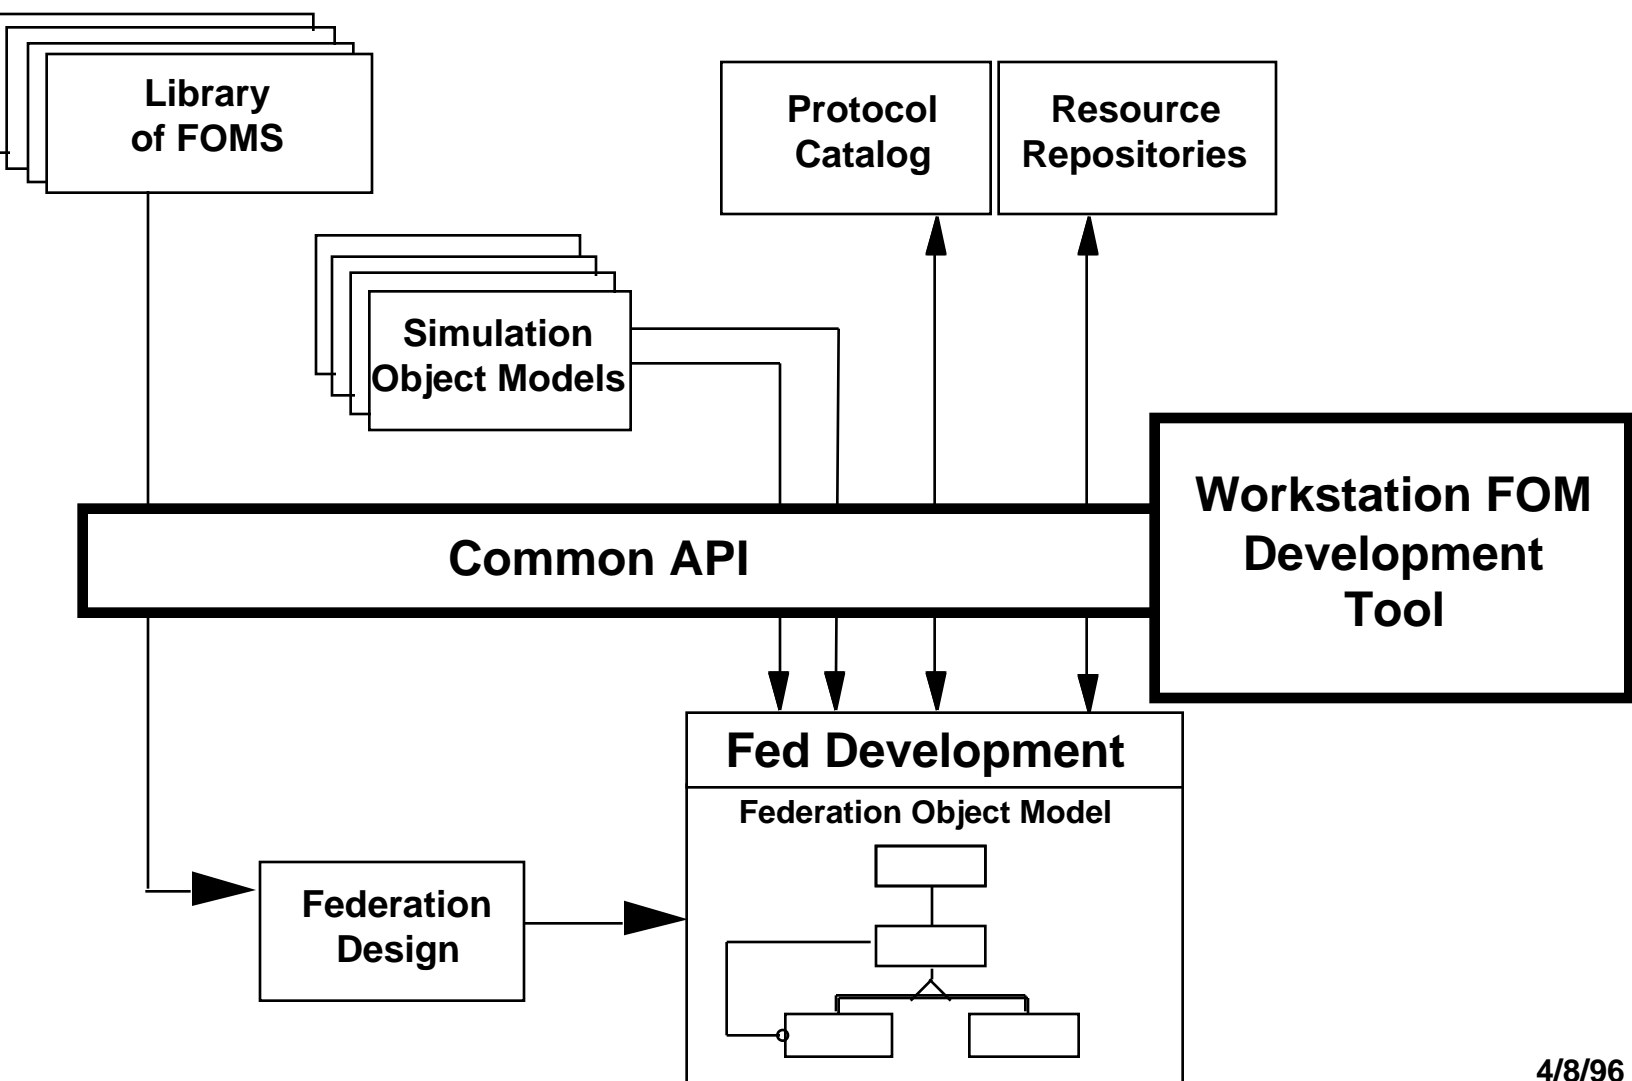 Library
of FOMS
Protocol
Catalog
Resource
Repositories
Simulation
Object Models
Workstation FOM
Development
Tool
Common API
Fed Development
Federation Object Model
Federation
Design
4/8/96